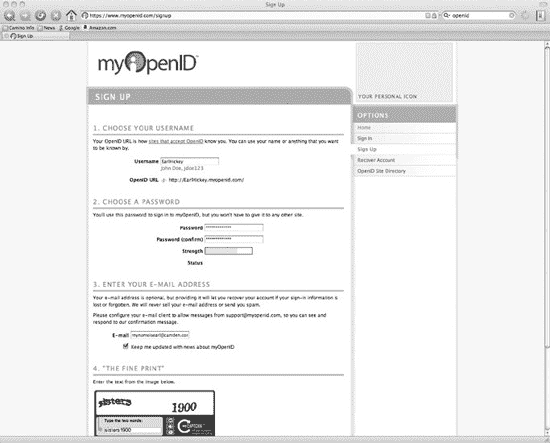 Sign Up
https://www.myopenid.com/signup
openid
Camino Info News Google Amazon.com
Sign Up
myOpenID™
YOUR PERSONAL ICON
SIGN UP
OPTIONS
Home
Sign In
Sign Up
Recover Account
OpenID Site Directory
1. CHOOSE YOUR USERNAME
Your OpenID URL is how sites that accept OpenID know you. You can use your name or anything that you want
to be known by.
Username EarlHickey
John Doe, jdoe123
OpenID URL http://EarlHickey.myopenid.com/
2. CHOOSE A PASSWORD
You'll use this password to sign in to myOpenID, but you won't have to give it to any other site.
Password
Password (confirm)
Strength
Status
3. ENTER YOUR E-MAIL ADDRESS
Your e-mail address is optional, but providing it will let you recover your account if your sign-in information is
lost or forgotten. We will never sell your e-mail address or send you spam.
Please configure your e-mail client to allow messages from support@myopenid.com, so you can see and
respond to our confirmation message.
E-mail mynameisearl@camden.co
Keep me updated with news about myOpenID
4. "THE FINE PRINT"
Enter the text from the image below.
sisters 1900
Type the two words:
sisters 1900